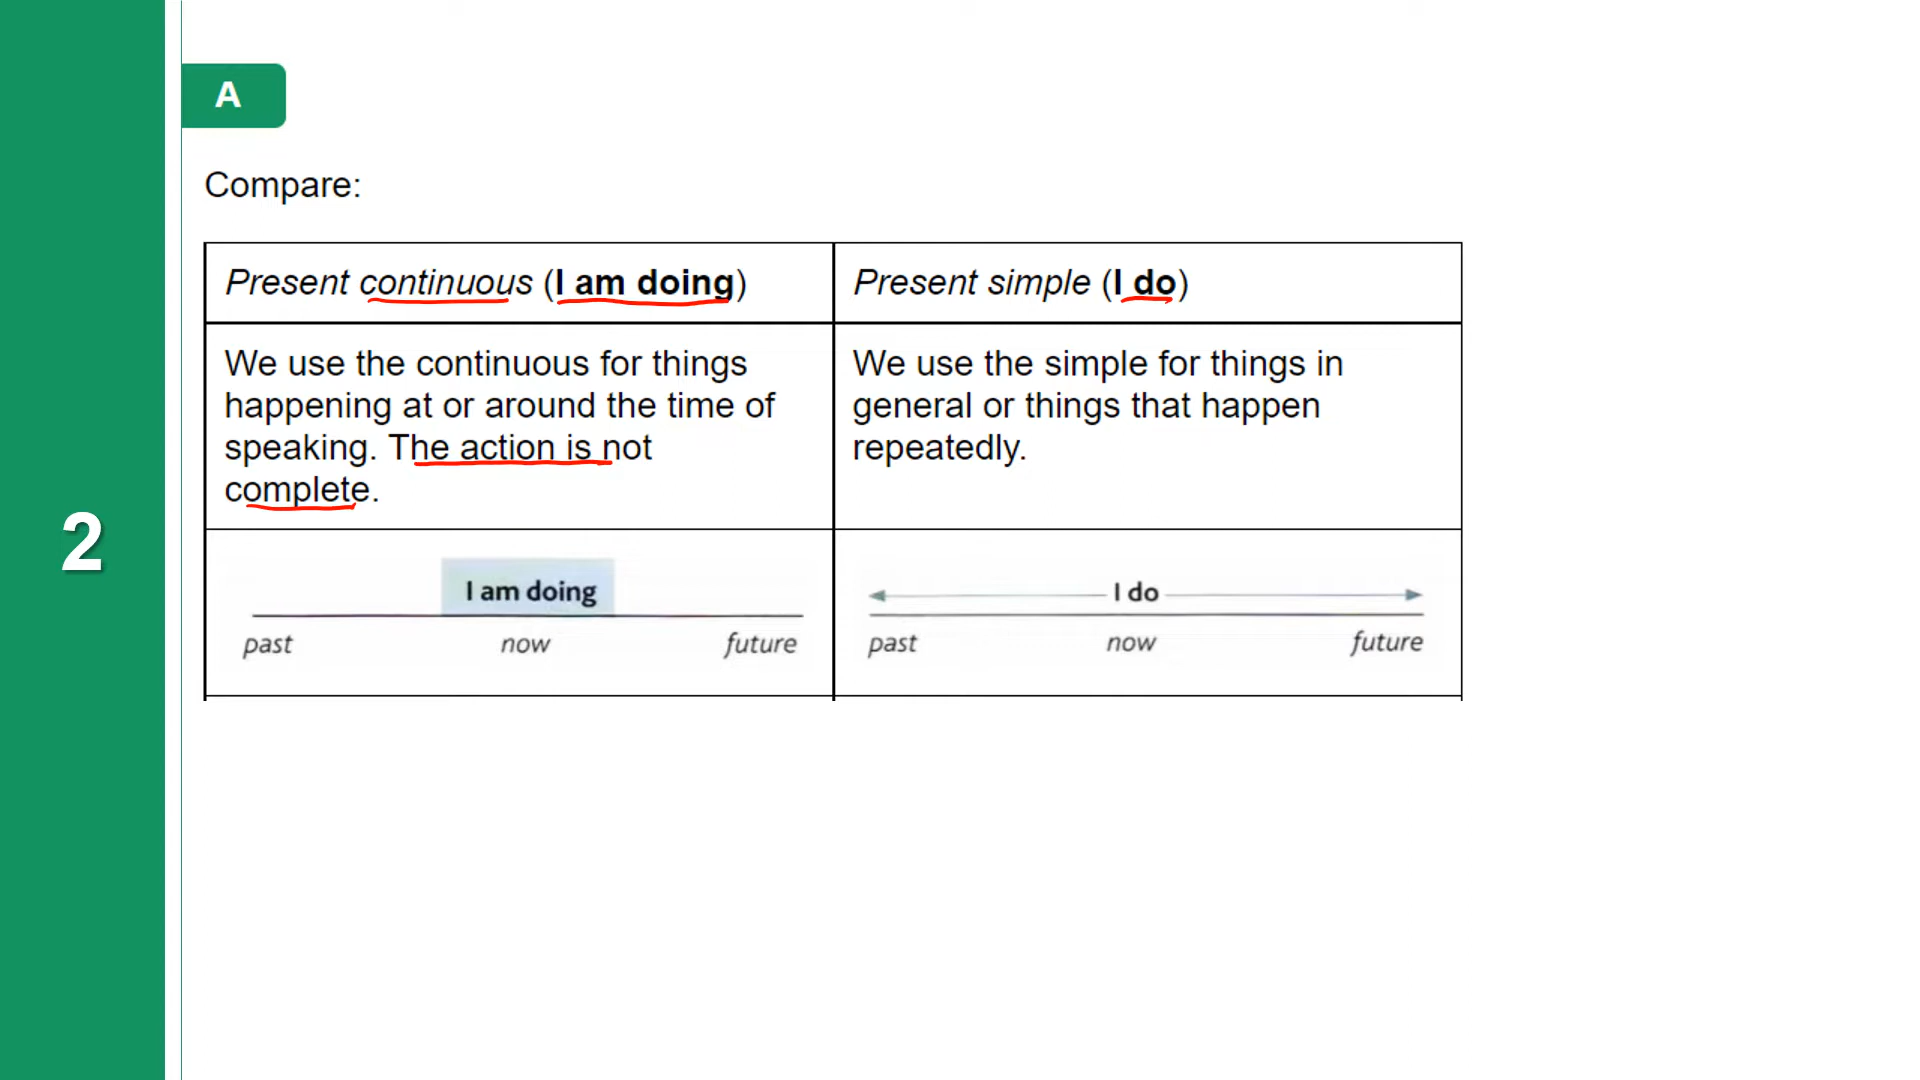 A
Compare:
Present continuous (I am doing)
Present simple (I do)
We use the continuous for things
happening at or around the time of
speaking. The action is not
complete.
We use the simple for things in
general or things that happen
repeatedly.
I am doing
past now future
I do
past now future
2